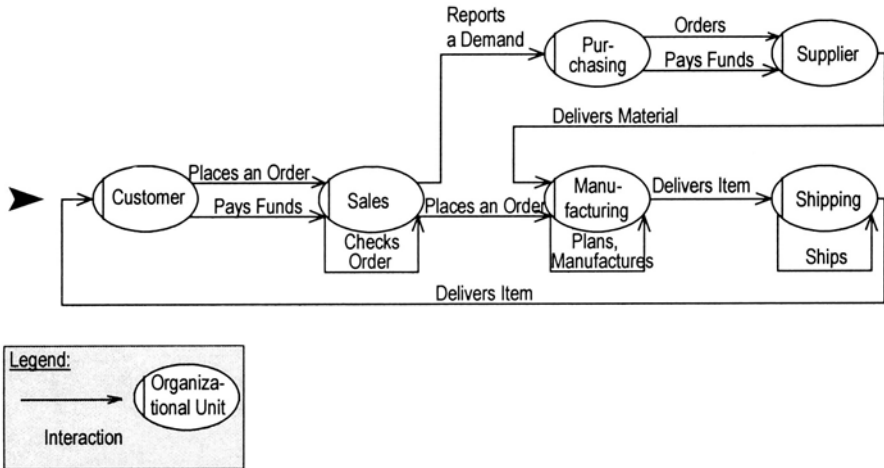 Reports
a Demand
Pur-
chasing
Orders
Pays Funds
Supplier
Delivers Material
Customer
Places an Order
Pays Funds
Sales
Checks
Order
Places an Order
Manu-
facturing
Plans,
Manufactures
Delivers Item
Shipping
Ships
Delivers Item
Legend:
Interaction
Organiza-
tional Unit